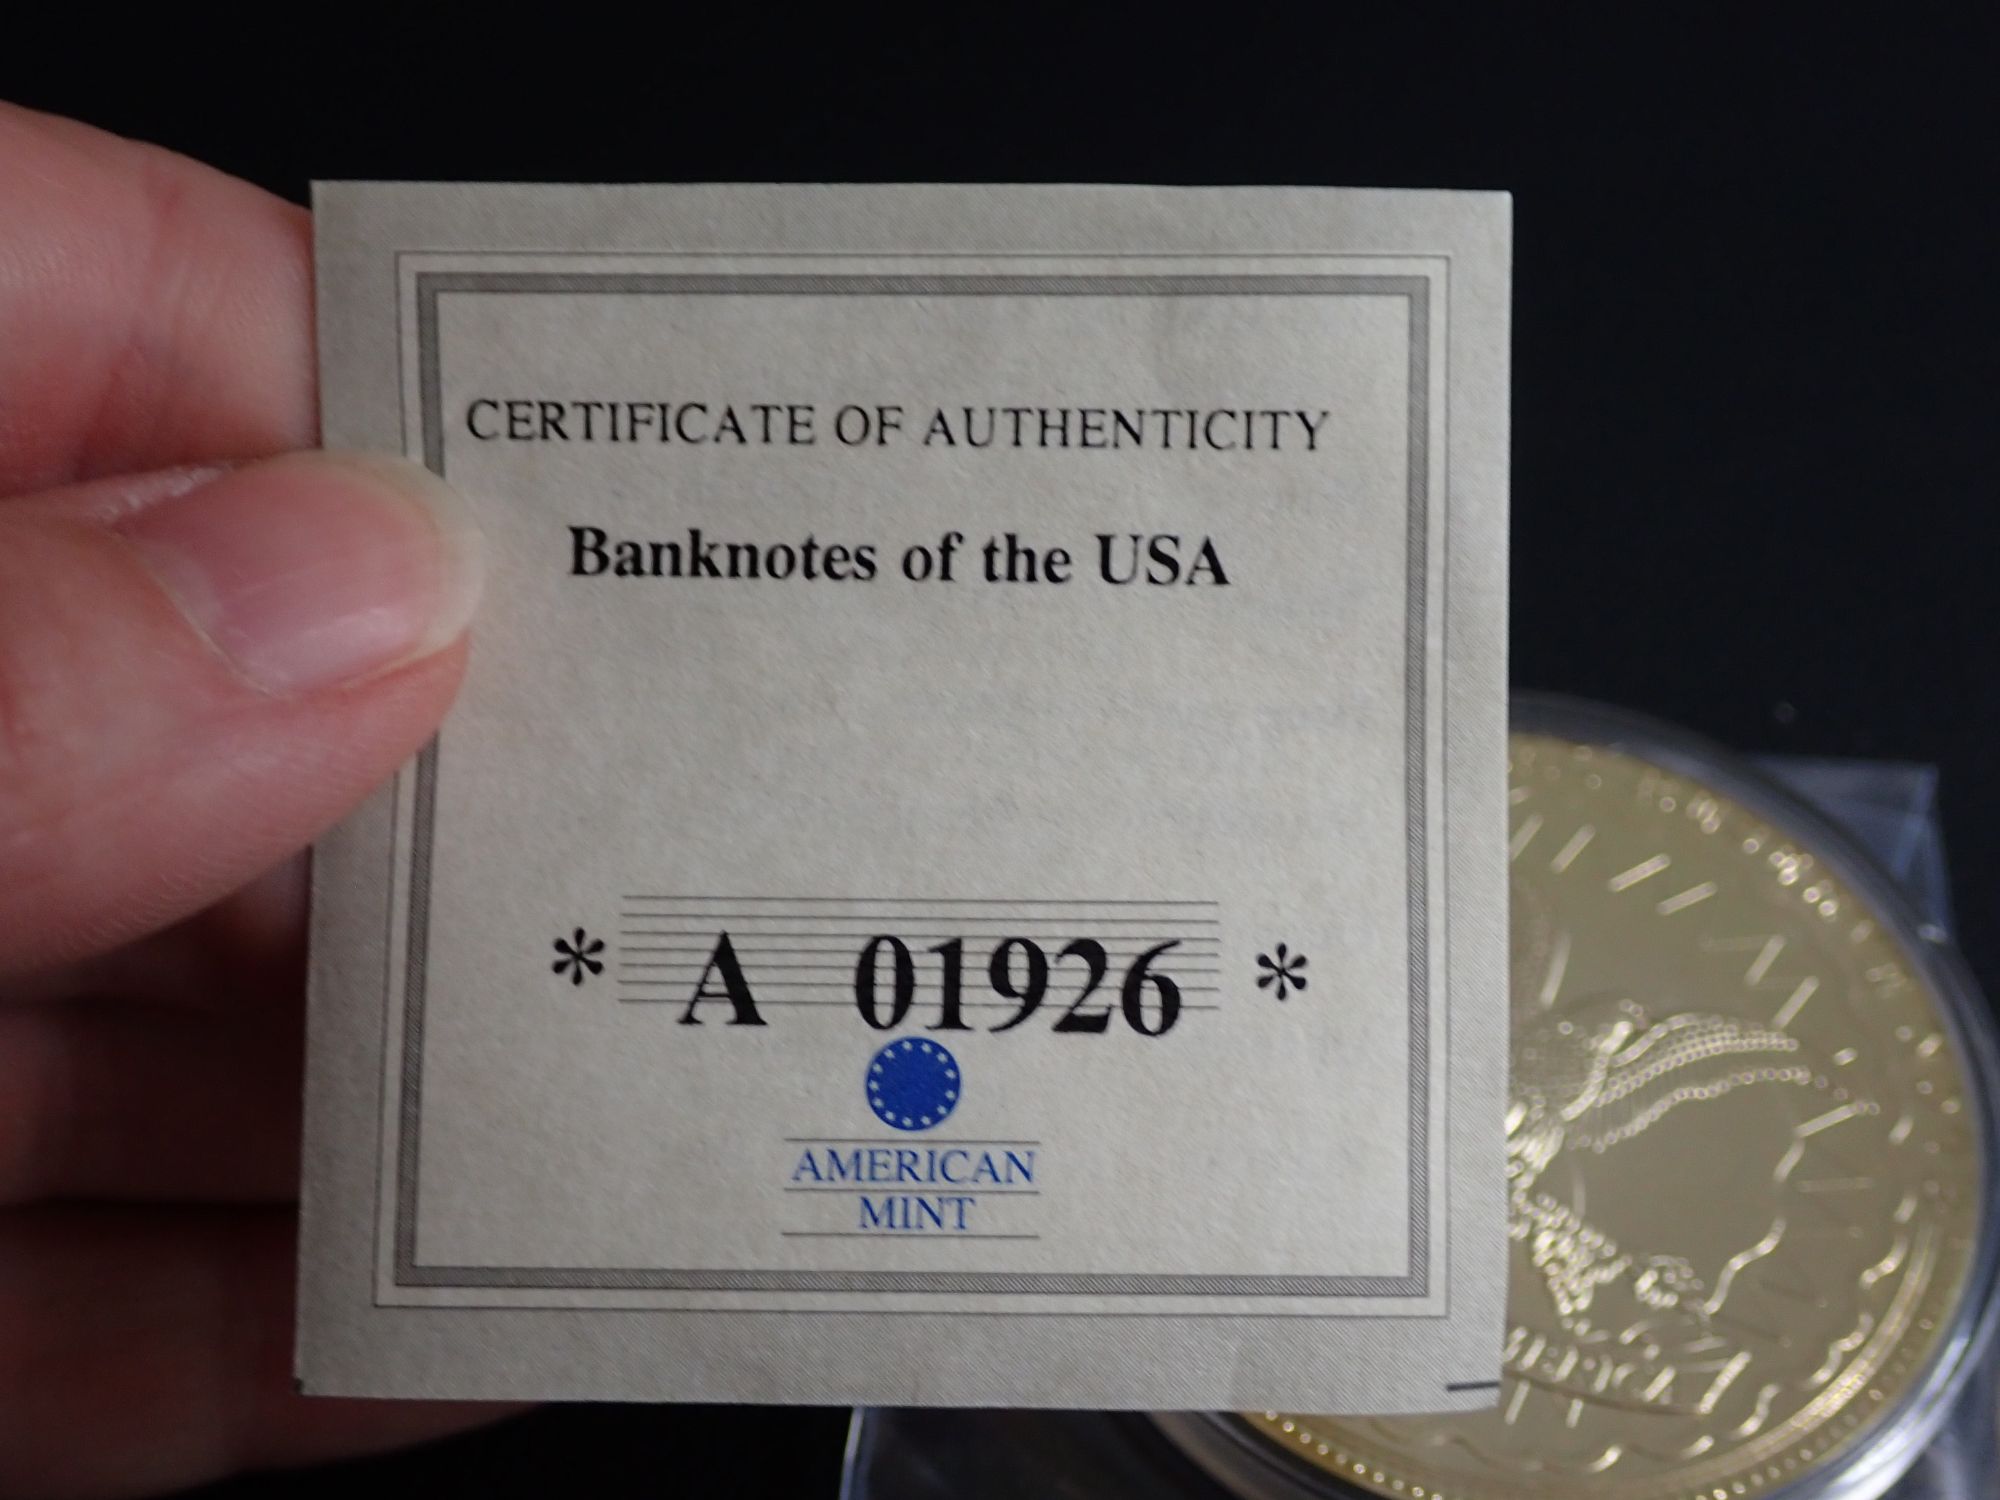 CERTIFICATE OF AUTHENTICITY
Banknotes of the USA
* A 01926 *
AMERICAN
MINT